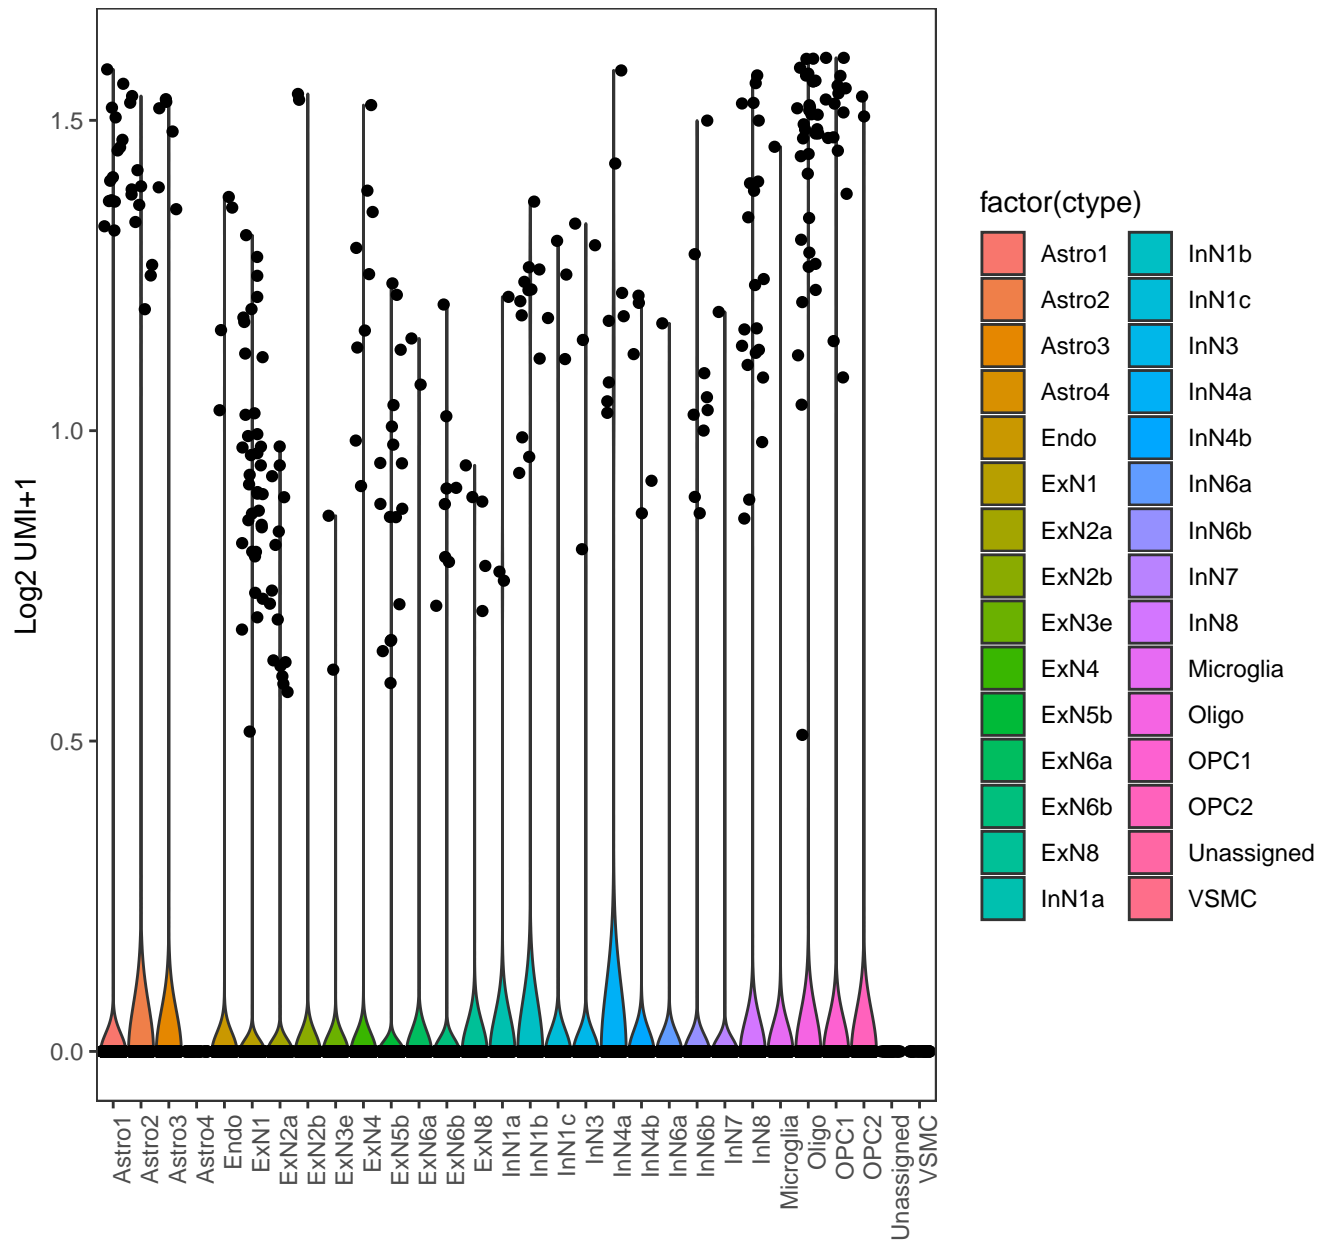 Log2 UMI+1
1.5
1.0
0.5
0.0
Astro1
Astro2
Astro3
Astro4
Endo
ExN1
ExN2a
ExN2b
ExN3e
ExN4
ExN5b
ExN6a
ExN6b
ExN8
InN1a
InN1b
InN1c
InN3
InN4a
InN4b
InN6a
InN6b
InN7
InN8
Microglia
Oligo
OPC1
OPC2
Unassigned
VSMC
factor(ctype)
Astro1
Astro2
Astro3
Astro4
Endo
ExN1
ExN2a
ExN2b
ExN3e
ExN4
ExN5b
ExN6a
ExN6b
ExN8
InN1a
InN1b
InN1c
InN3
InN4a
InN4b
InN6a
InN6b
InN7
InN8
Microglia
Oligo
OPC1
OPC2
Unassigned
VSMC